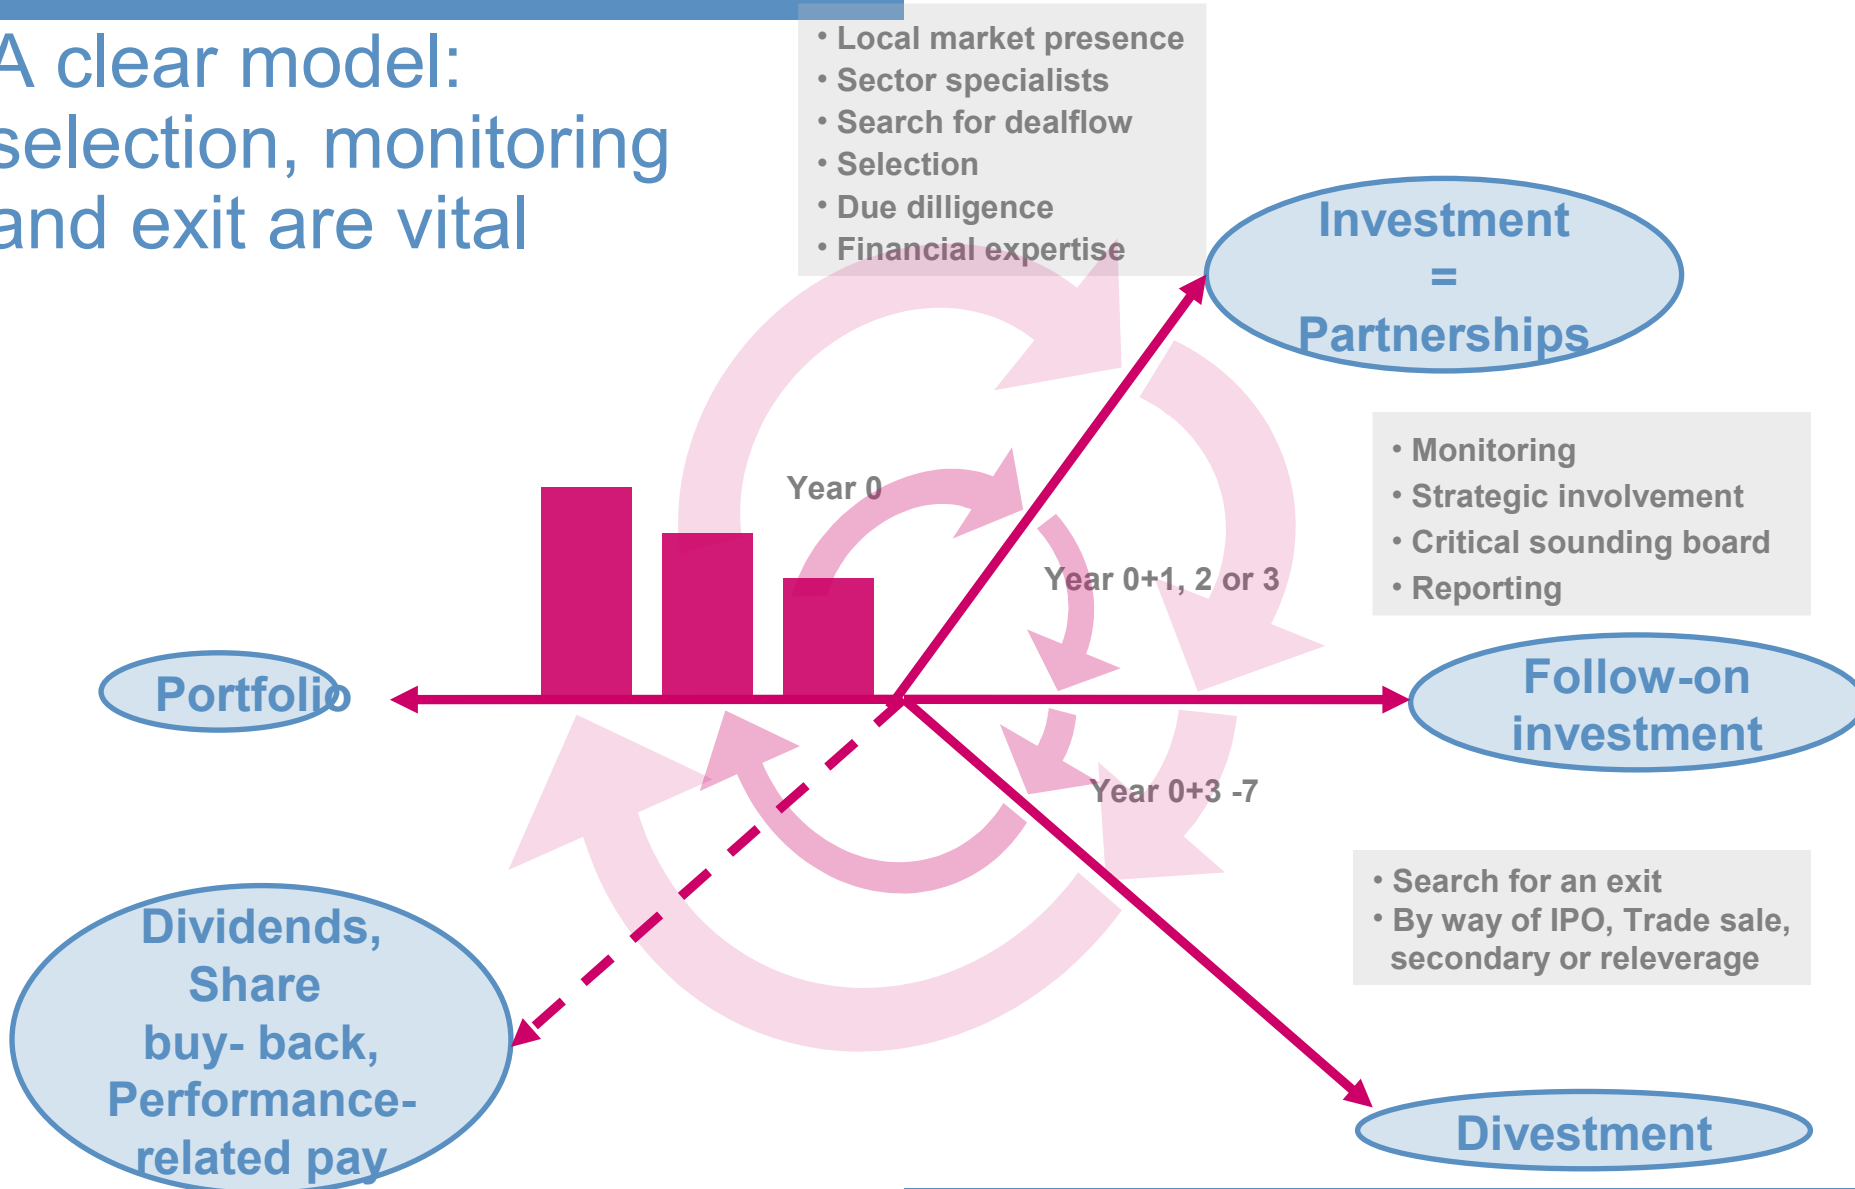 A clear model:
selection, monitoring
and exit are vital
• Local market presence
• Sector specialists
• Search for dealflow
• Selection
• Due dilligence
• Financial expertise
Investment
=
Partnerships
• Monitoring
• Strategic involvement
• Critical sounding board
• Reporting
Year 0
Year 0+1, 2 or 3
Portfolio
Follow-on
investment
Year 0+3 -7
• Search for an exit
• By way of IPO, Trade sale,
secondary or releverage
Dividends,
Share
buy- back,
Performance-
related pay
Divestment